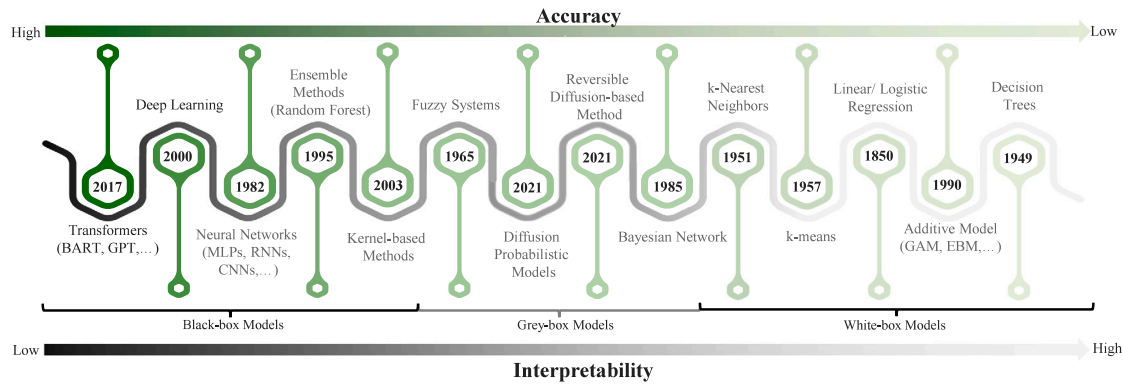 Accuracy
High
Low
Deep Learning
Ensemble
Methods
(Random Forest)
Fuzzy Systems
Reversible
Diffusion-based
Method
k-Nearest
Neighbors
Linear/ Logistic
Regression
Decision
Trees
2017
2000
1982
1995
2003
1965
2021
2021
1985
1951
1957
1850
1990
1949
Transformers
(BART, GPT,...)
Neural Networks
(MLPs, RNNs,
CNNs,...)
Kernel-based
Methods
Diffusion
Probabilistic
Models
Bayesian Network
k-means
Additive Model
(GAM, EBM,...)
Black-box Models
Grey-box Models
White-box Models
Low
High
Interpretability